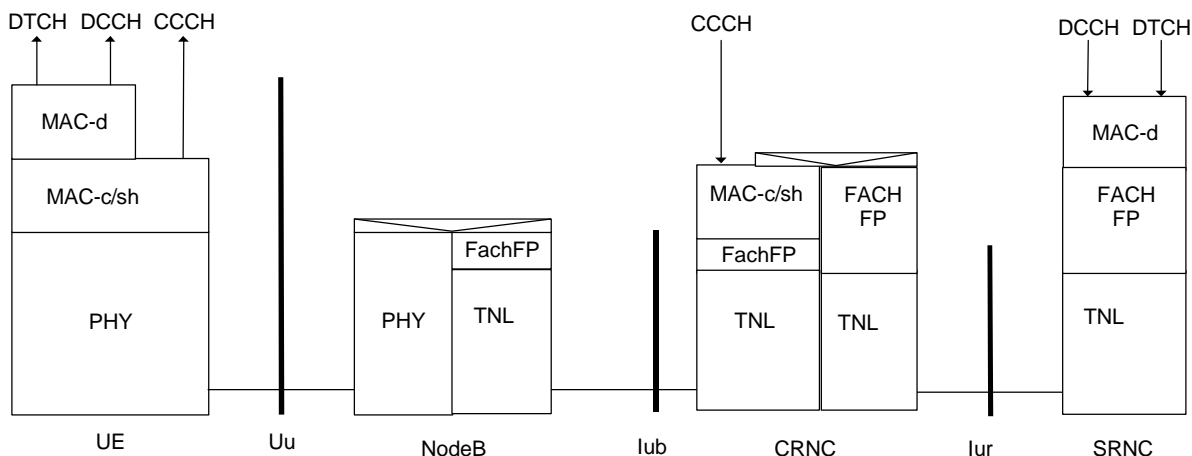 DTCH DCCH CCCH
CCCH
DCCH DTCH
MAC-d
MAC-c/sh
PHY
PHY
FachFP
TNL
MAC-c/sh
FachFP
TNL
FACH
FP
TNL
MAC-d
FACH
FP
TNL
UE
Uu
NodeB
Iub
CRNC
Iur
SRNC